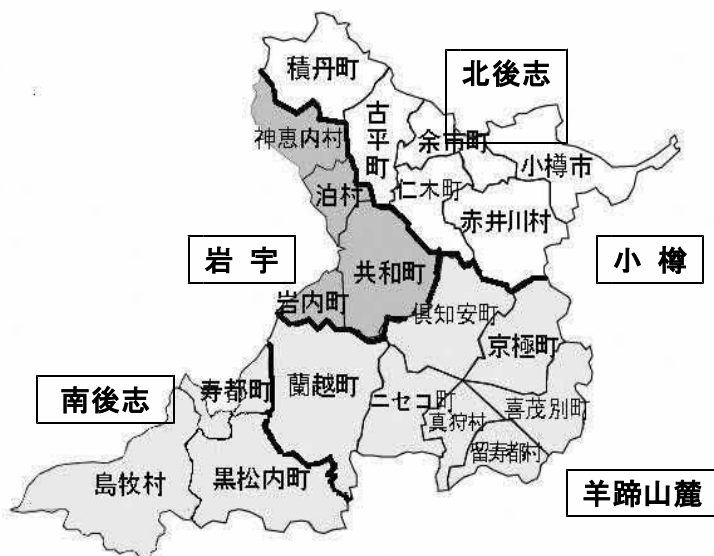 積丹町
北後志
古平町
余市町
神恵内村
小樽市
泊村
仁木町
赤井川村
岩 宇
共和町
小 樽
岩内町
倶知安町
京極町
南後志
寿都町
蘭越町
ニセコ町
真狩村
喜茂別町
留寿都村
島牧村
黒松内町
羊蹄山麓